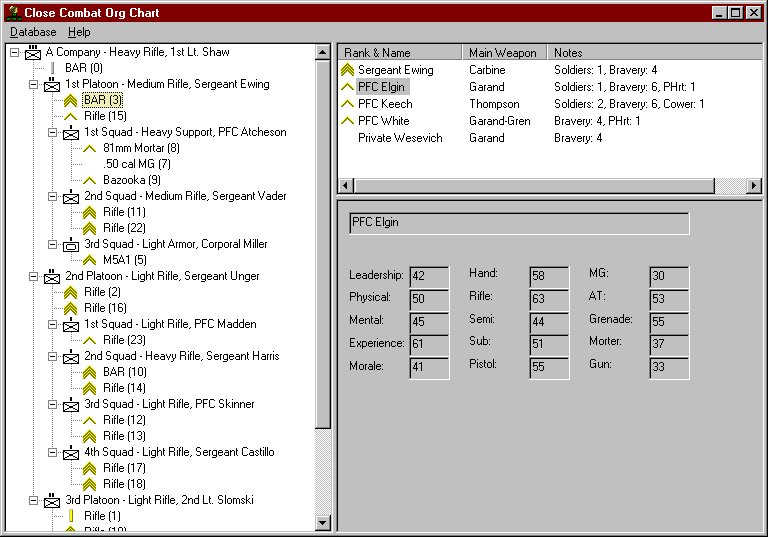 Close Combat Org Chart
Database Help
A Company - Heavy Rifle, 1st Lt. Shaw
BAR (0)
1st Platoon - Medium Rifle, Sergeant Ewing
BAR (3)
Rifle (15)
1st Squad - Heavy Support, PFC Atcheson
81mm Mortar (8)
.50 cal MG (7)
Bazooka (9)
2nd Squad - Medium Rifle, Sergeant Vader
Rifle (11)
Rifle (22)
3rd Squad - Light Armor, Corporal Miller
M5A1 (5)
2nd Platoon - Light Rifle, Sergeant Unger
Rifle (2)
Rifle (16)
1st Squad - Light Rifle, PFC Madden
Rifle (23)
2nd Squad - Heavy Rifle, Sergeant Harris
BAR (10)
Rifle (14)
3rd Squad - Light Rifle, PFC Skinner
Rifle (12)
Rifle (13)
4th Squad - Light Rifle, Sergeant Castillo
Rifle (17)
Rifle (18)
3rd Platoon - Light Rifle, 2nd Lt. Slomski
Rifle (1)
Rifle (19)
Rank & Name Main Weapon Notes
Sergeant Ewing Carbine Soldiers: 1, Bravery: 4
PFC Elgin Garand Soldiers: 1, Bravery: 6, PHrt: 1
PFC Keech Thompson Soldiers: 2, Bravery: 6, Cower: 1
PFC White Garand-Gren Bravery: 4, PHrt: 1
Private Wesevich Garand Bravery: 4
PFC Elgin
Leadership: 42 Hand: 58 MG: 30
Physical: 50 Rifle: 63 AT: 53
Mental: 45 Semi: 44 Grenade: 55
Experience: 61 Sub: 51 Morter: 37
Morale: 41 Pistol: 55 Gun: 33